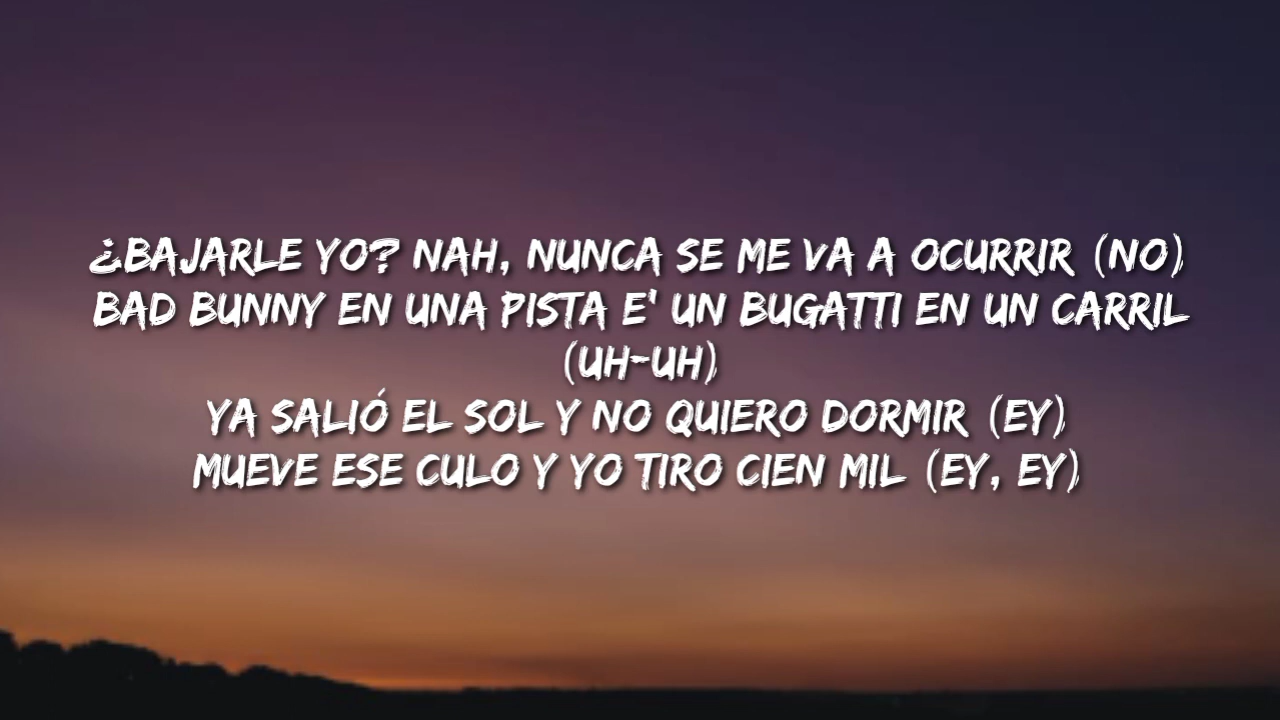 ¿BAJARLE YO? NAH, NUNCA SE ME VA A OCURRIR (NO)
BAD BUNNY EN UNA PISTA E' UN BUGATTI EN UN CARRIL
(UH-UH)
YA SALIÓ EL SOL Y NO QUIERO DORMIR (EY)
MUEVE ESE CULO Y YO TIRO CIEN MIL (EY, EY)